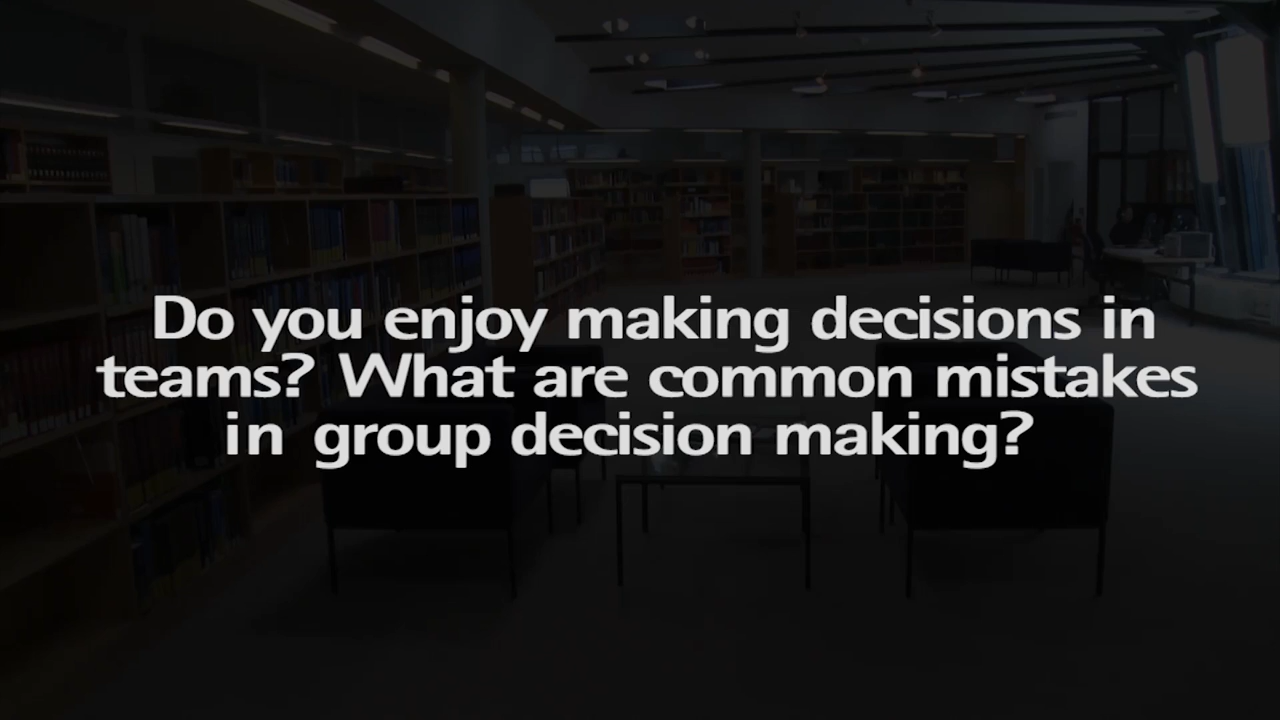 Do you enjoy making decisions in
teams? What are common mistakes
in group decision making?